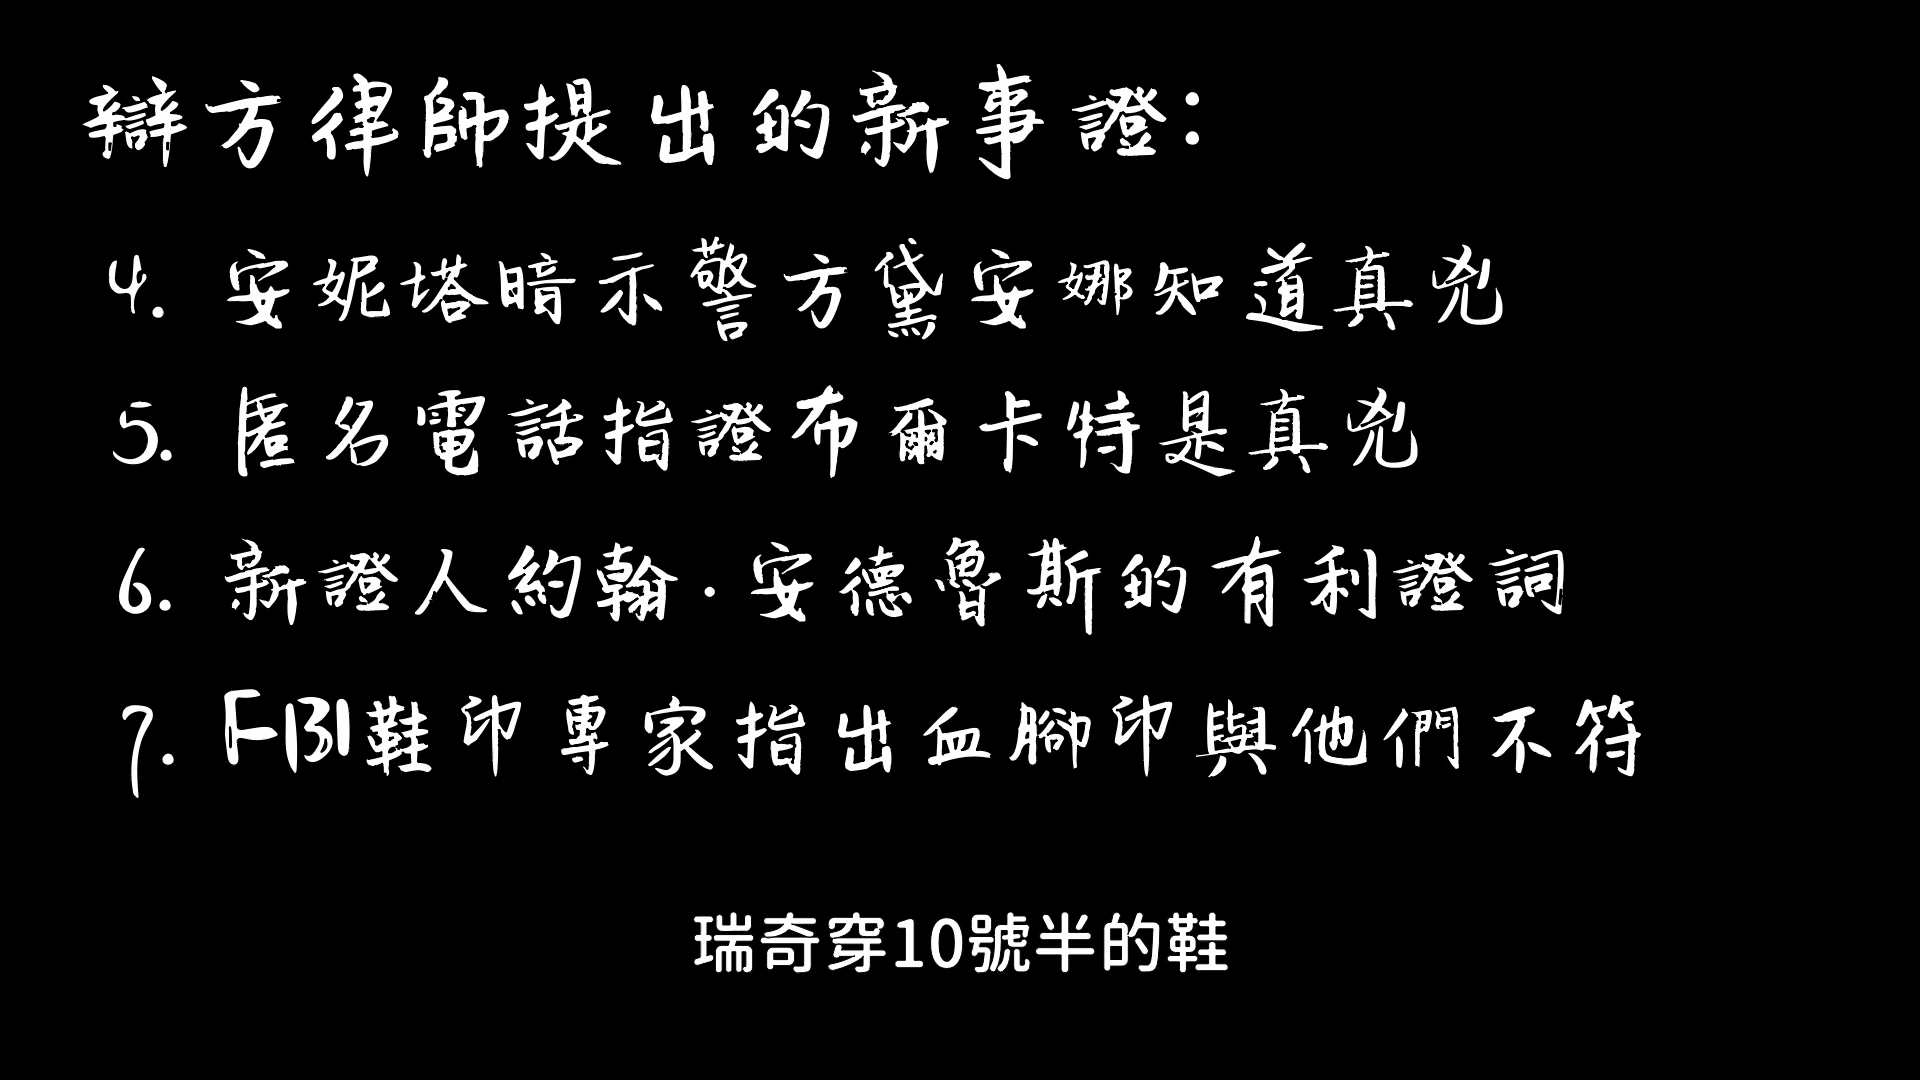 辯方律師提出的新事證：
4. 安妮塔暗示警方黛安娜知道真兇
5. 匿名電話指證布爾卡特是真兇
6. 新證人約翰·安德魯斯的有利證詞
7. FBI鞋印專家指出血腳印與他們不符
瑞奇穿10號半的鞋